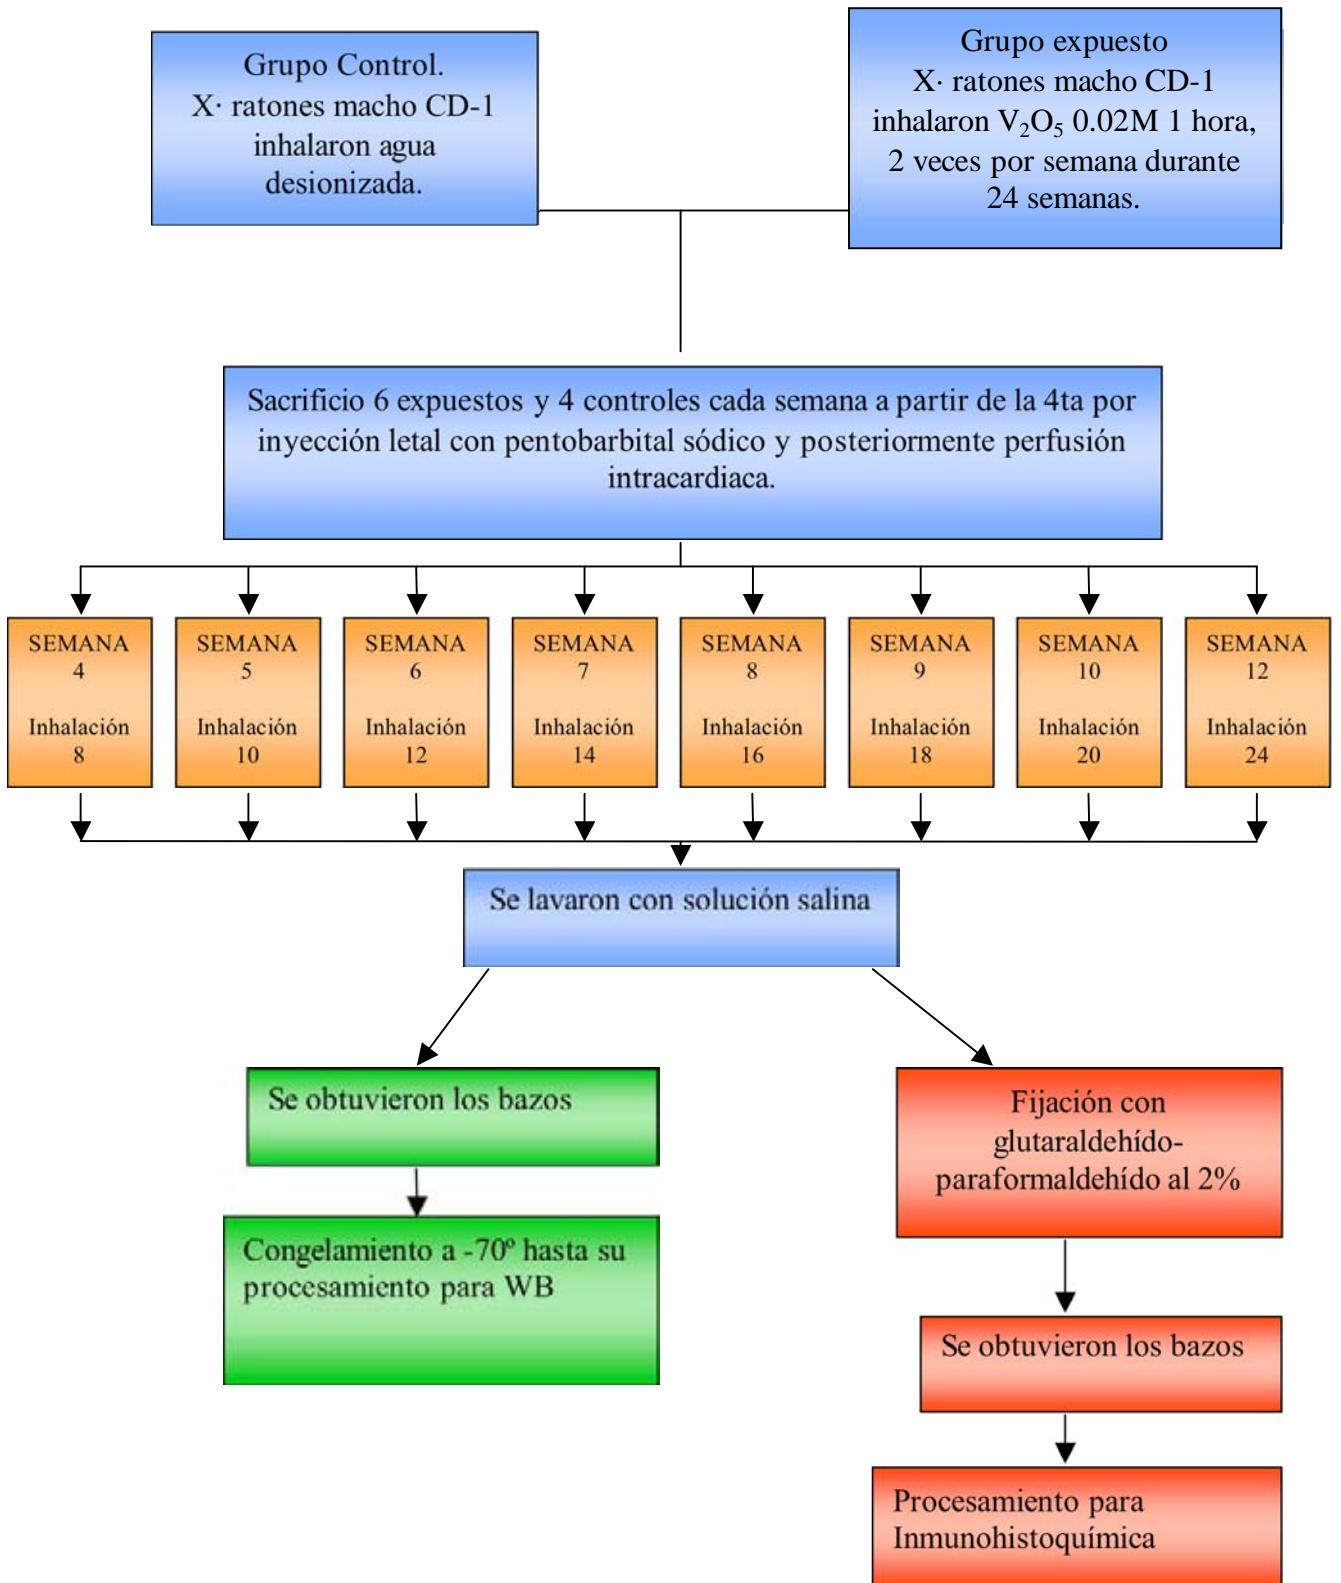 Grupo Control.
X· ratones macho CD-1
inhalaron agua
desionizada.
Grupo expuesto
X· ratones macho CD-1
inhalaron V₂O₅ 0.02M 1 hora,
2 veces por semana durante
24 semanas.
Sacrificio 6 expuestos y 4 controles cada semana a partir de la 4ta por
inyección letal con pentobarbital sódico y posteriormente perfusión
intracardiaca.
SEMANA
4
Inhalación
8
SEMANA
5
Inhalación
10
SEMANA
6
Inhalación
12
SEMANA
7
Inhalación
14
SEMANA
8
Inhalación
16
SEMANA
9
Inhalación
18
SEMANA
10
Inhalación
20
SEMANA
12
Inhalación
24
Se lavaron con solución salina
Se obtuvieron los bazos
Congelamiento a -70º hasta su
procesamiento para WB
Fijación con
glutaraldehído-
paraformaldehído al 2%
Se obtuvieron los bazos
Procesamiento para
Inmunohistoquímica